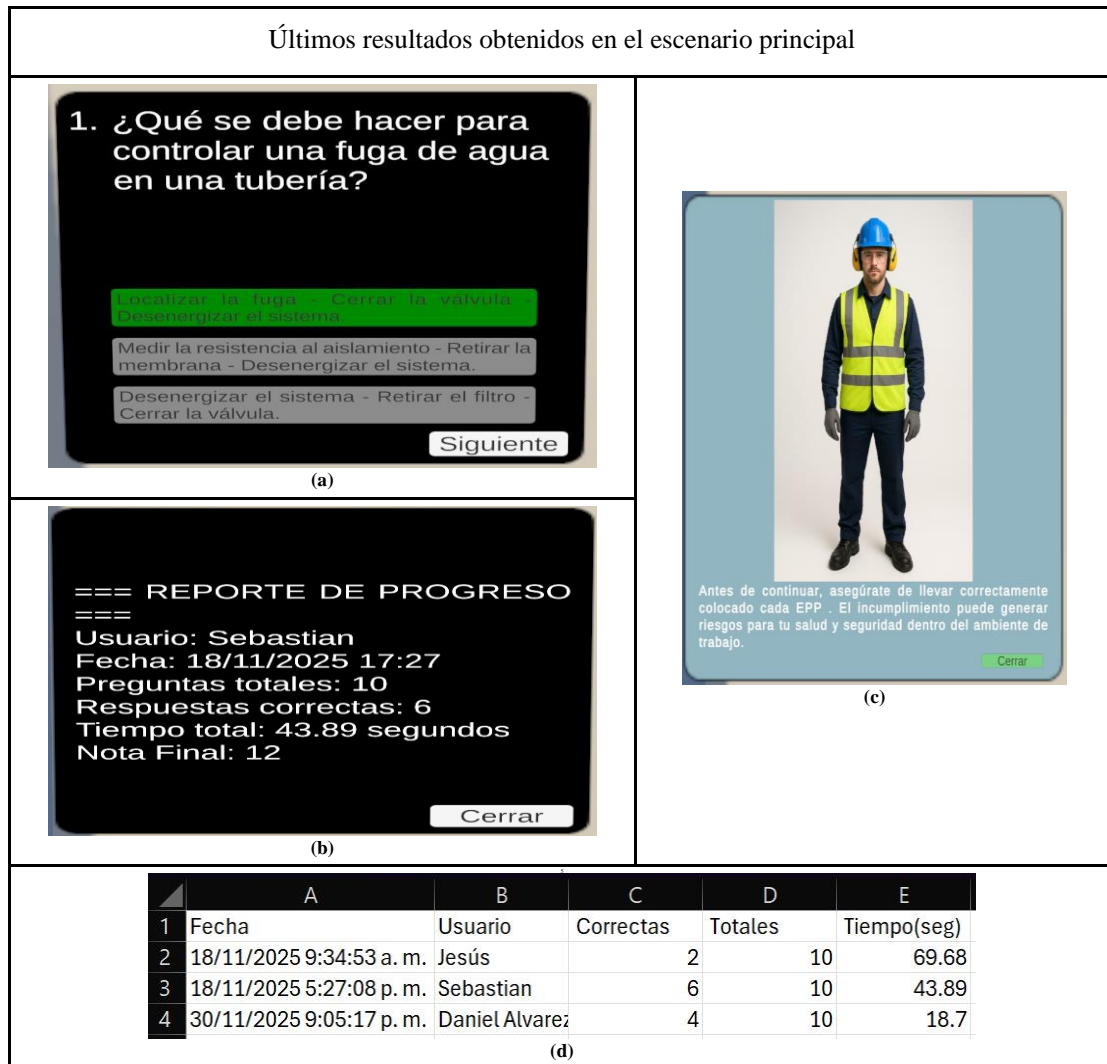 Últimos resultados obtenidos en el escenario principal
1. ¿Qué se debe hacer para
controlar una fuga de agua
en una tubería?
Localizar la fuga - Cerrar la válvula -
Desenergizar el sistema.
Medir la resistencia al aislamiento - Retirar la
membrana - Desenergizar el sistema.
Desenergizar el sistema - Retirar el filtro -
Cerrar la válvula.
Siguiente
(a)
=== REPORTE DE PROGRESO
===
Usuario: Sebastian
Fecha: 18/11/2025 17:27
Preguntas totales: 10
Respuestas correctas: 6
Tiempo total: 43.89 segundos
Nota Final: 12
Cerrar
(b)
Antes de continuar, asegúrate de llevar correctamente
colocado cada EPP . El incumplimiento puede generar
riesgos para tu salud y seguridad dentro del ambiente de
trabajo.
Cerrar
(c)
A B C D E
1 Fecha Usuario Correctas Totales Tiempo(seg)
2 18/11/2025 9:34:53 a. m. Jesús 2 10 69.68
3 18/11/2025 5:27:08 p. m. Sebastian 6 10 43.89
4 30/11/2025 9:05:17 p. m. Daniel Alvarez 4 10 18.7
(d)